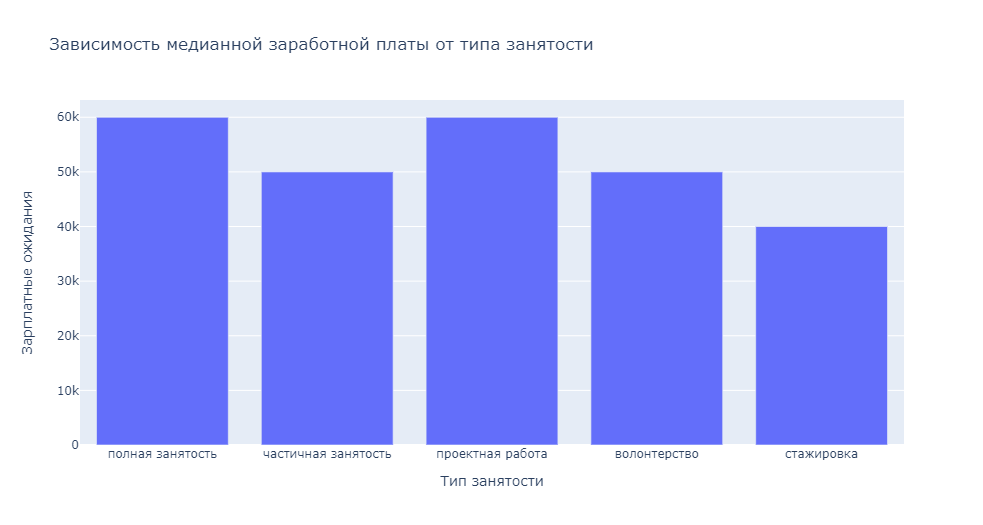 Зависимость медианной заработной платы от типа занятости
Зарплатные ожидания
60k
50k
40k
30k
20k
10k
0
полная занятость
частичная занятость
проектная работа
волонтерство
стажировка
Тип занятости